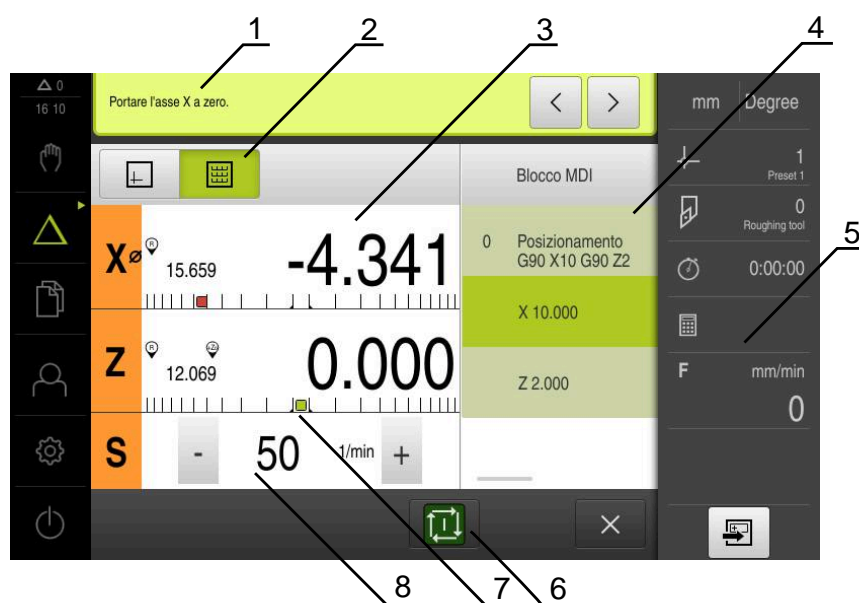 1 2 3 4
0
16 10
Portare l'asse X a zero.
< >
mm Degree
1
Preset 1
0
Roughing tool
5
0:00:00
F mm/min
0
Blocco MDI
0 Posizionamento
G90 X10 G90 Z2
X 10.000
Z 2.000
X⌀ R 15.659 -4.341
Z R 12.069 0.000
S - 50 1/min +
I
8 7 6